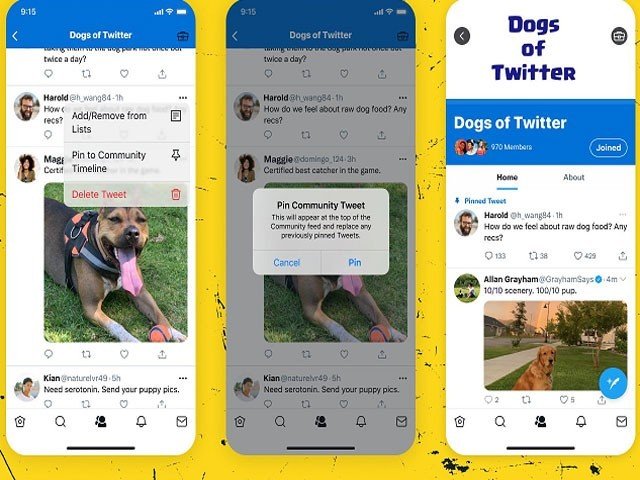 9:15
Dogs of Twitter
taking them to the dog park not once but
twice a day?
Harold @h_wang84 · 1h
How do we feel about raw dog food? Any
recs?
Add/Remove from
Lists
Pin to Community
Timeline
Delete Tweet
Maggie
Certified best catcher in the game.
Kian @naturelvr49 · 5h
Need serotonin. Send your puppy pics.
9:15
Dogs of Twitter
taking them to the dog park not once but
twice a day?
Harold @h_wang84 · 1h
How do we feel about raw dog food? Any
recs?
Maggie @domingo_124 · 3h
Certified best catcher in the game.
Pin Community Tweet
This will appear at the top of the
Community feed and replace any
previously pinned Tweets.
Cancel Pin
Kian @naturelvr49 · 5h
Need serotonin. Send your puppy pics.
Dogs
of
Twitter
Dogs of Twitter
970 Members
Joined
Home About
Pinned Tweet
Harold @h_wang84 · 1h
How do we feel about raw dog food? Any
recs?
133 38 429
Allan Grayham @GrayhamSays · 4m
10/10 scenery. 100/10 pup.
2 5